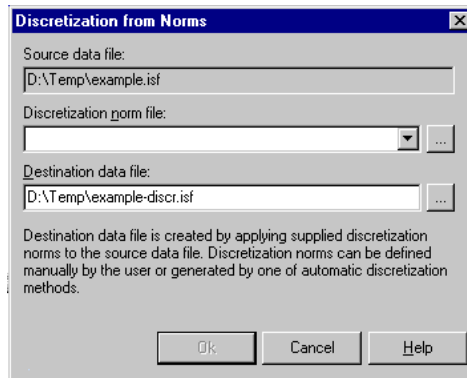 Discretization from Norms
Source data file:
D:\Temp\example.isf
Discretization norm file:
...
Destination data file:
D:\Temp\example-discr.isf
...
Destination data file is created by applying supplied discretization
norms to the source data file. Discretization norms can be defined
manually by the user or generated by one of automatic discretization
methods.
Ok
Cancel
Help